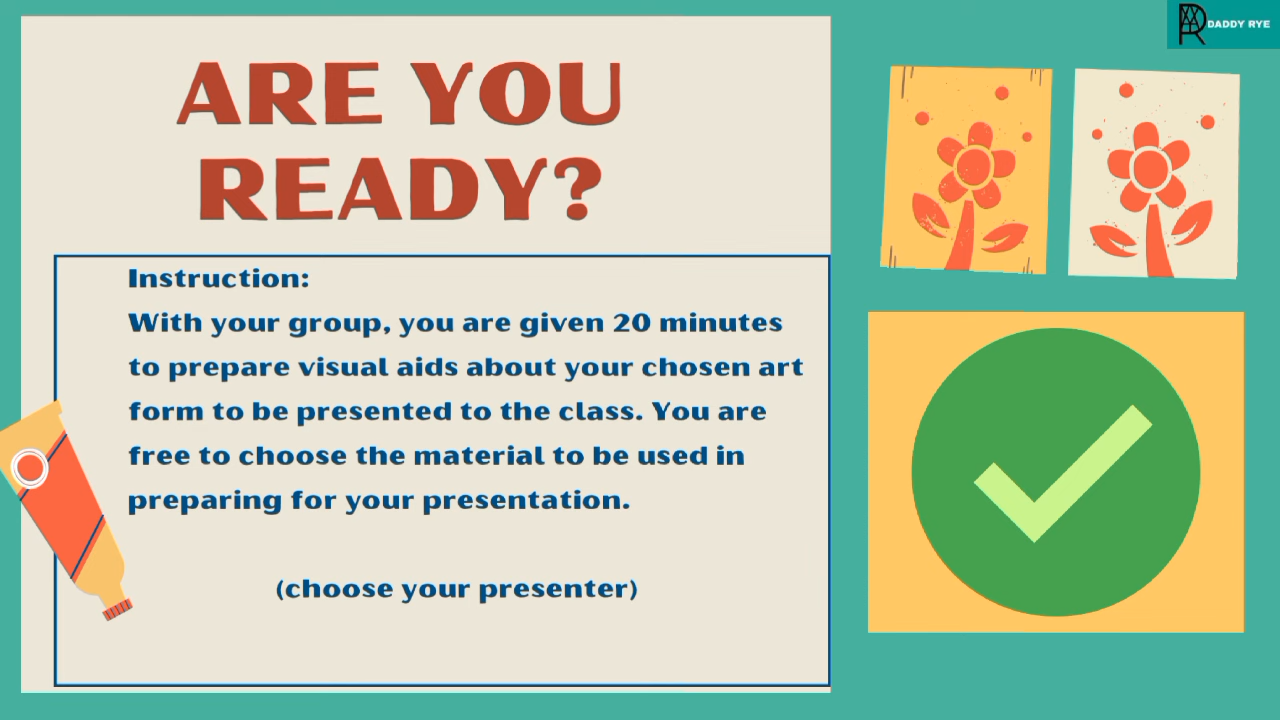 DADDY RYE
ARE YOU
READY?
Instruction:
With your group, you are given 20 minutes
to prepare visual aids about your chosen art
form to be presented to the class. You are
free to choose the material to be used in
preparing for your presentation.
(choose your presenter)